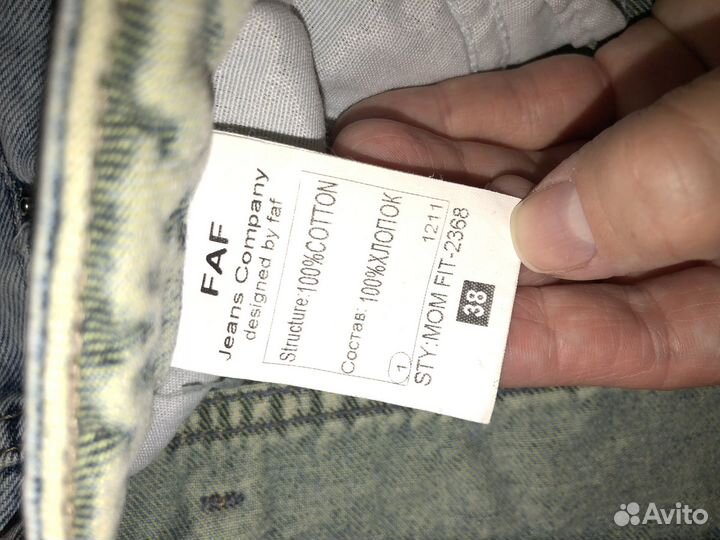 FAF
Jeans Company
designed by faf
Structure:100%COTTON
Состав: 100%ХЛОПОК
1 1211
STY:MOM FIT-2368
38
Avito